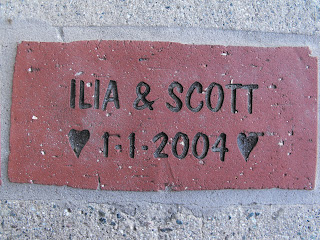 ILIA & SCOTT
♥ 1·1·2004 ♥